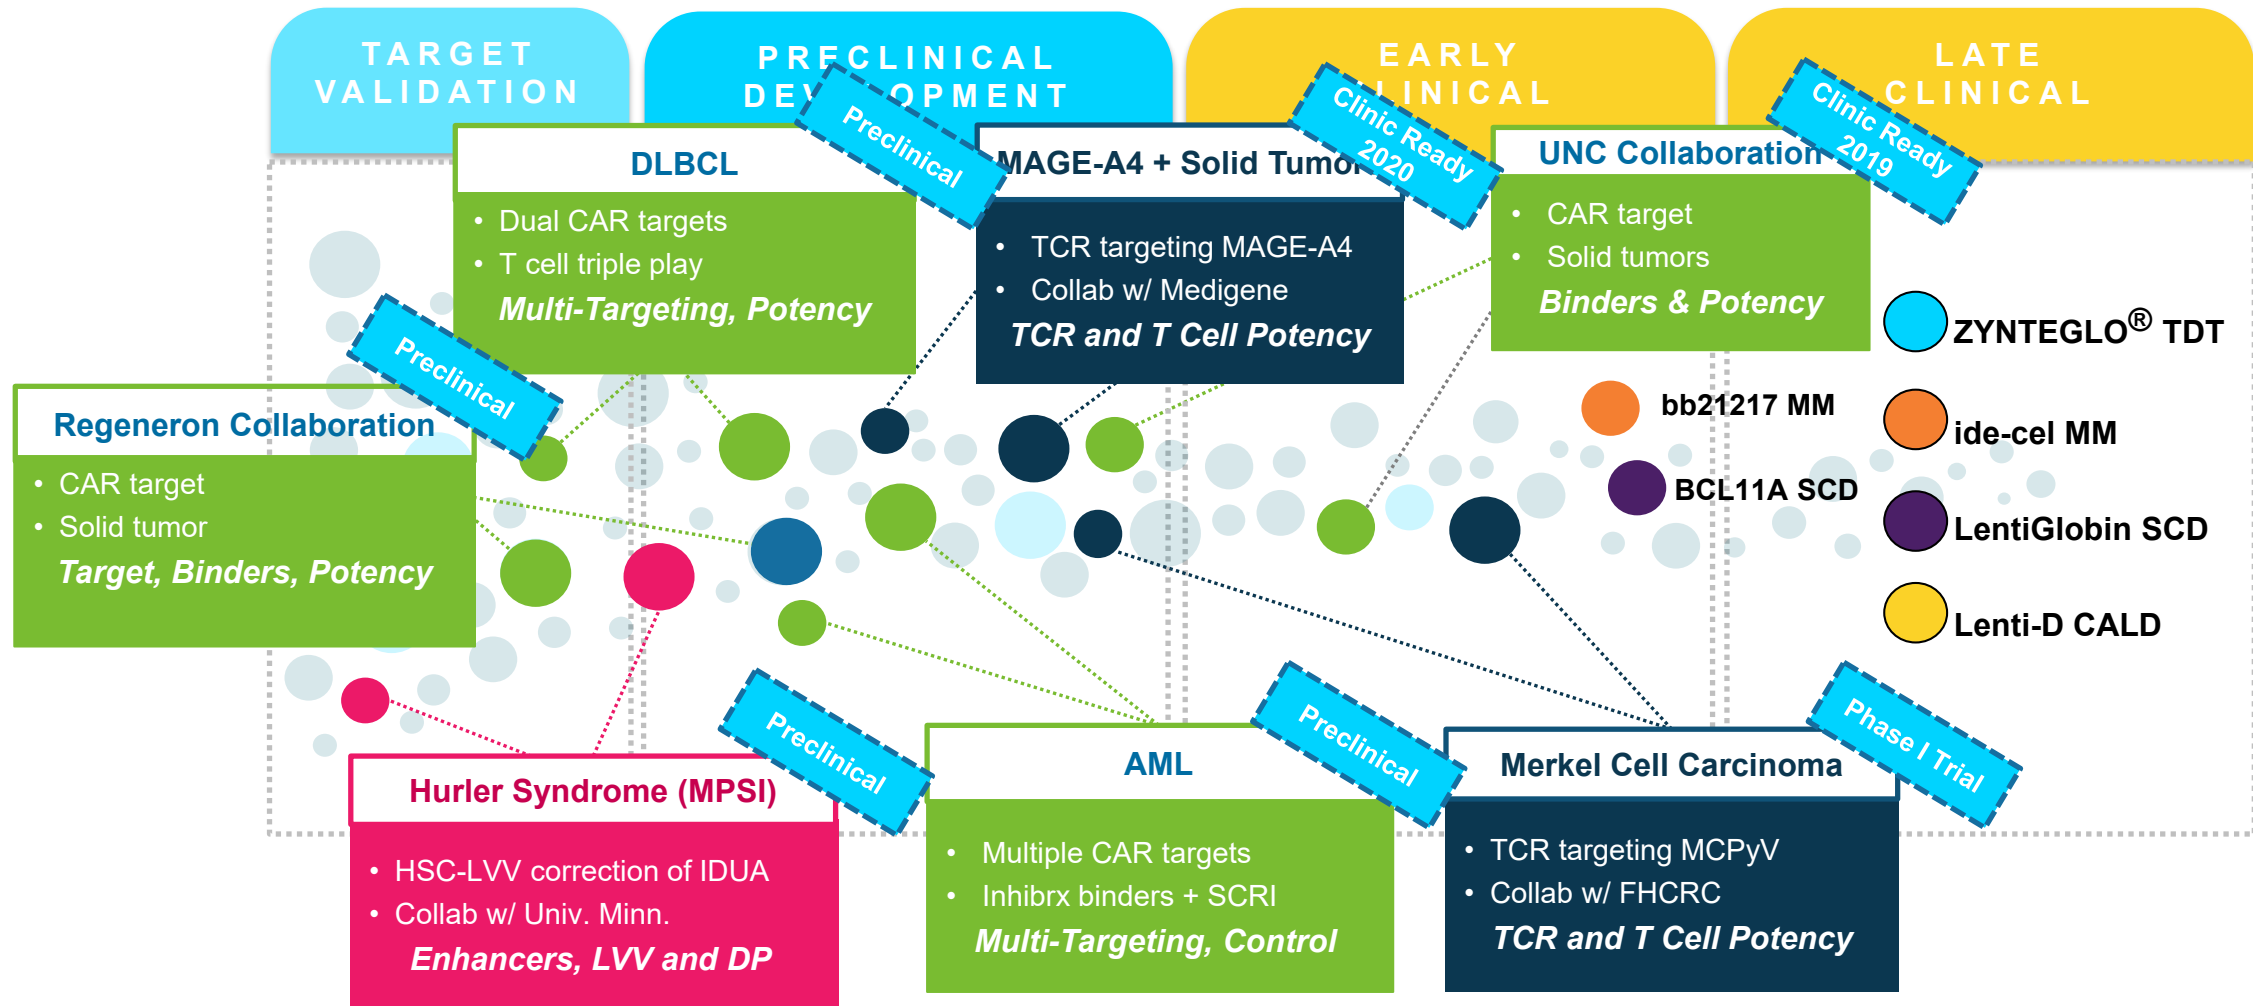 TARGET
VALIDATION
PRECLINICAL
DEVELOPMENT
EARLY
CLINICAL
LATE
CLINICAL
DLBCL
Preclinical
• Dual CAR targets
• T cell triple play
Multi-Targeting, Potency
MAGE-A4 + Solid Tumor
Clinic Ready
2020
• TCR targeting MAGE-A4
• Collab w/ Medigene
TCR and T Cell Potency
UNC Collaboration
Clinic Ready
2019
• CAR target
• Solid tumors
Binders & Potency
Regeneron Collaboration
Preclinical
• CAR target
• Solid tumor
Target, Binders, Potency
ZYNTEGLO® TDT
bb21217 MM
ide-cel MM
BCL11A SCD
LentiGlobin SCD
Lenti-D CALD
Hurler Syndrome (MPSI)
Preclinical
• HSC-LVV correction of IDUA
• Collab w/ Univ. Minn.
Enhancers, LVV and DP
AML
Preclinical
• Multiple CAR targets
• Inhibrx binders + SCRI
Multi-Targeting, Control
Merkel Cell Carcinoma
Phase I Trial
• TCR targeting MCPyV
• Collab w/ FHCRC
TCR and T Cell Potency